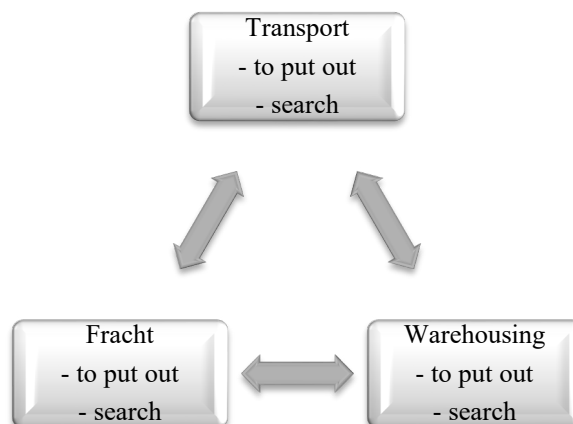 Transport
- to put out
- search
Fracht
- to put out
- search
Warehousing
- to put out
- search